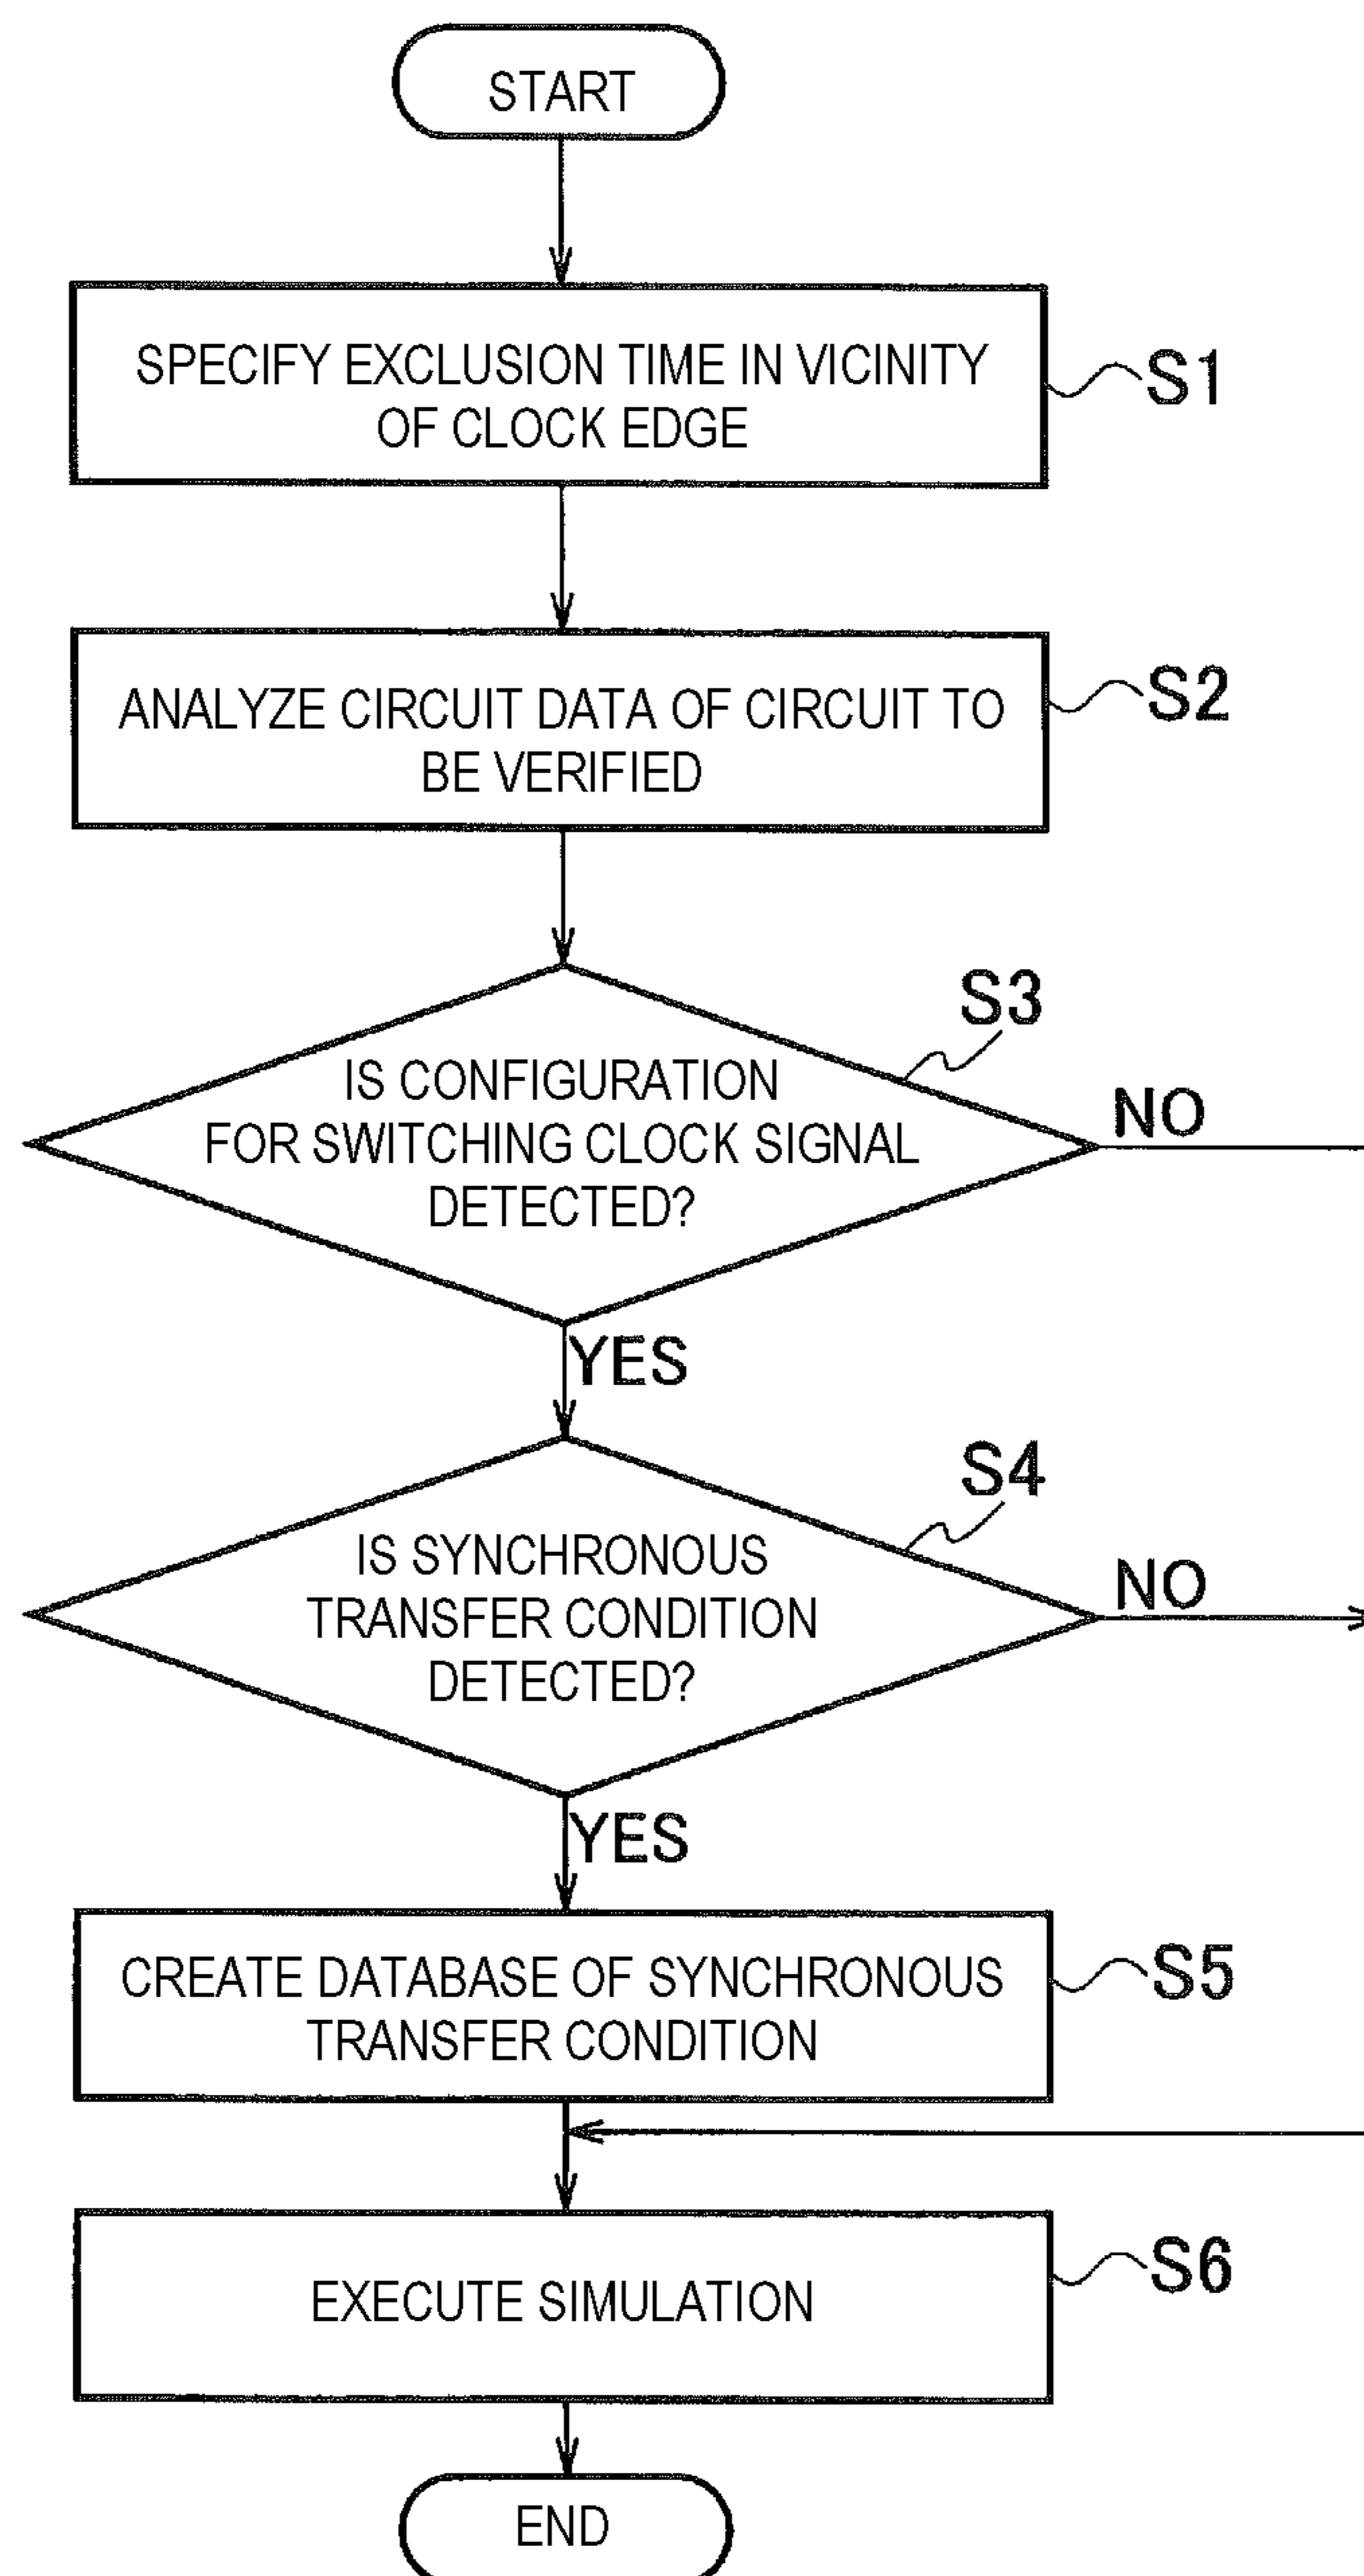 START
SPECIFY EXCLUSION TIME IN VICINITY
OF CLOCK EDGE
S1
ANALYZE CIRCUIT DATA OF CIRCUIT TO
BE VERIFIED
S2
S3
IS CONFIGURATION
FOR SWITCHING CLOCK SIGNAL
DETECTED?
NO
YES
S4
IS SYNCHRONOUS
TRANSFER CONDITION
DETECTED?
NO
YES
CREATE DATABASE OF SYNCHRONOUS
TRANSFER CONDITION
S5
EXECUTE SIMULATION
S6
END